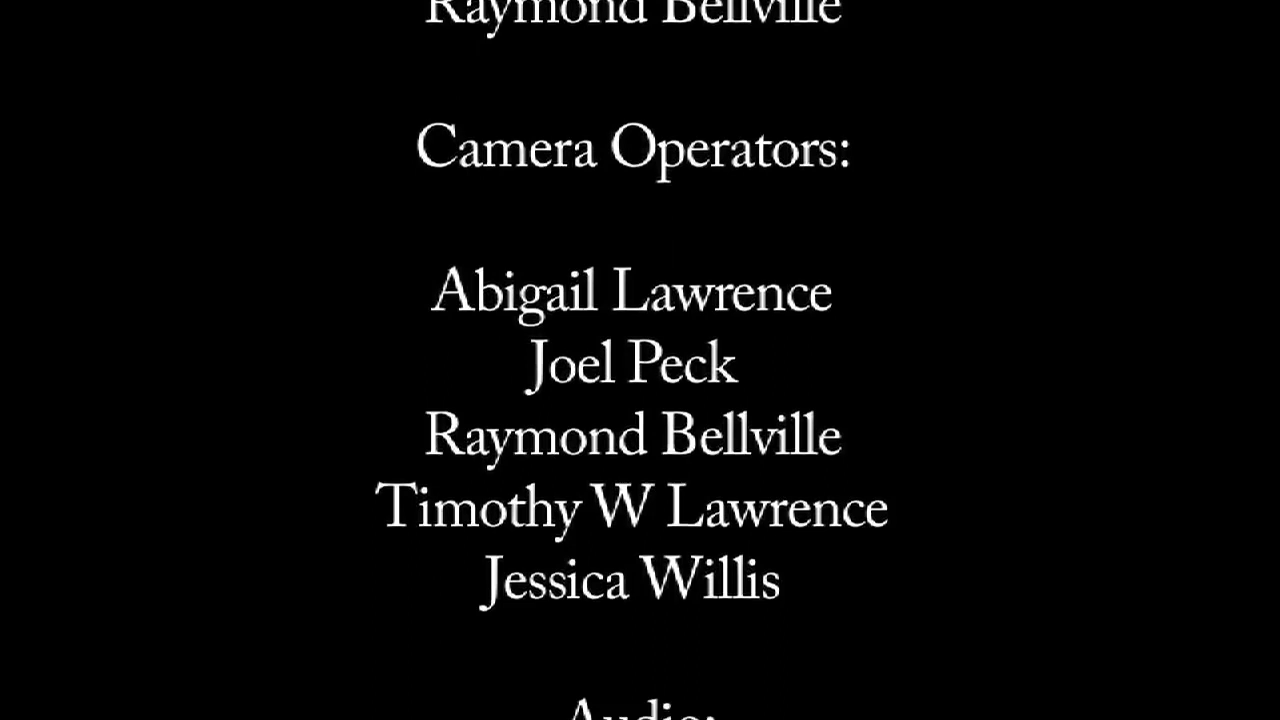 Raymond Bellville
Camera Operators:
Abigail Lawrence
Joel Peck
Raymond Bellville
Timothy W Lawrence
Jessica Willis
Audio: